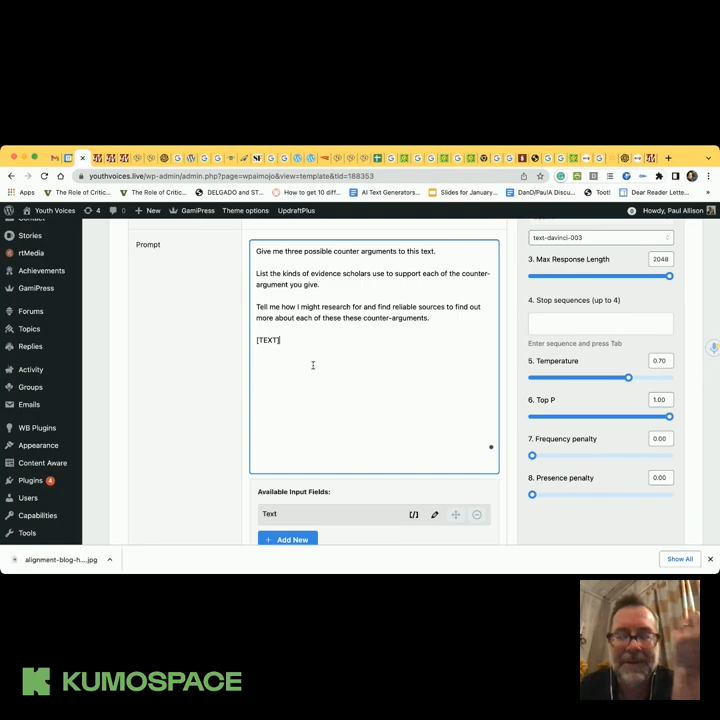 youthvoices.live/wp-admin/admin.php?page=wpaimojo&view=template&tid=188353
Apps
The Role of Critic...
The Role of Critic...
DELGADO and ST...
How to get 10 diff...
AI Text Generators...
Slides for January...
DanD/PaulA Discu...
Toot!
Dear Reader Letter...
Youth Voices
4
0
New
GamiPress
Theme options
UpdraftPlus
Howdy, Paul Allison
Stories
rtMedia
Achievements
GamiPress
Forums
Topics
Replies
Activity
Groups
Emails
WB Plugins
Appearance
Content Aware
Plugins 4
Users
Capabilities
Tools
Prompt
Give me three possible counter arguments to this text.
List the kinds of evidence scholars use to support each of the counter-
argument you give.
Tell me how I might research for and find reliable sources to find out
more about each of these these counter-arguments.
[TEXT]
Available Input Fields:
Text
+ Add New
text-davinci-003
3. Max Response Length 2048
4. Stop sequences (up to 4)
Enter sequence and press Tab
5. Temperature 0.70
6. Top P 1.00
7. Frequency penalty 0.00
8. Presence penalty 0.00
alignment-blog-h....jpg
Show All
KUMOSPACE